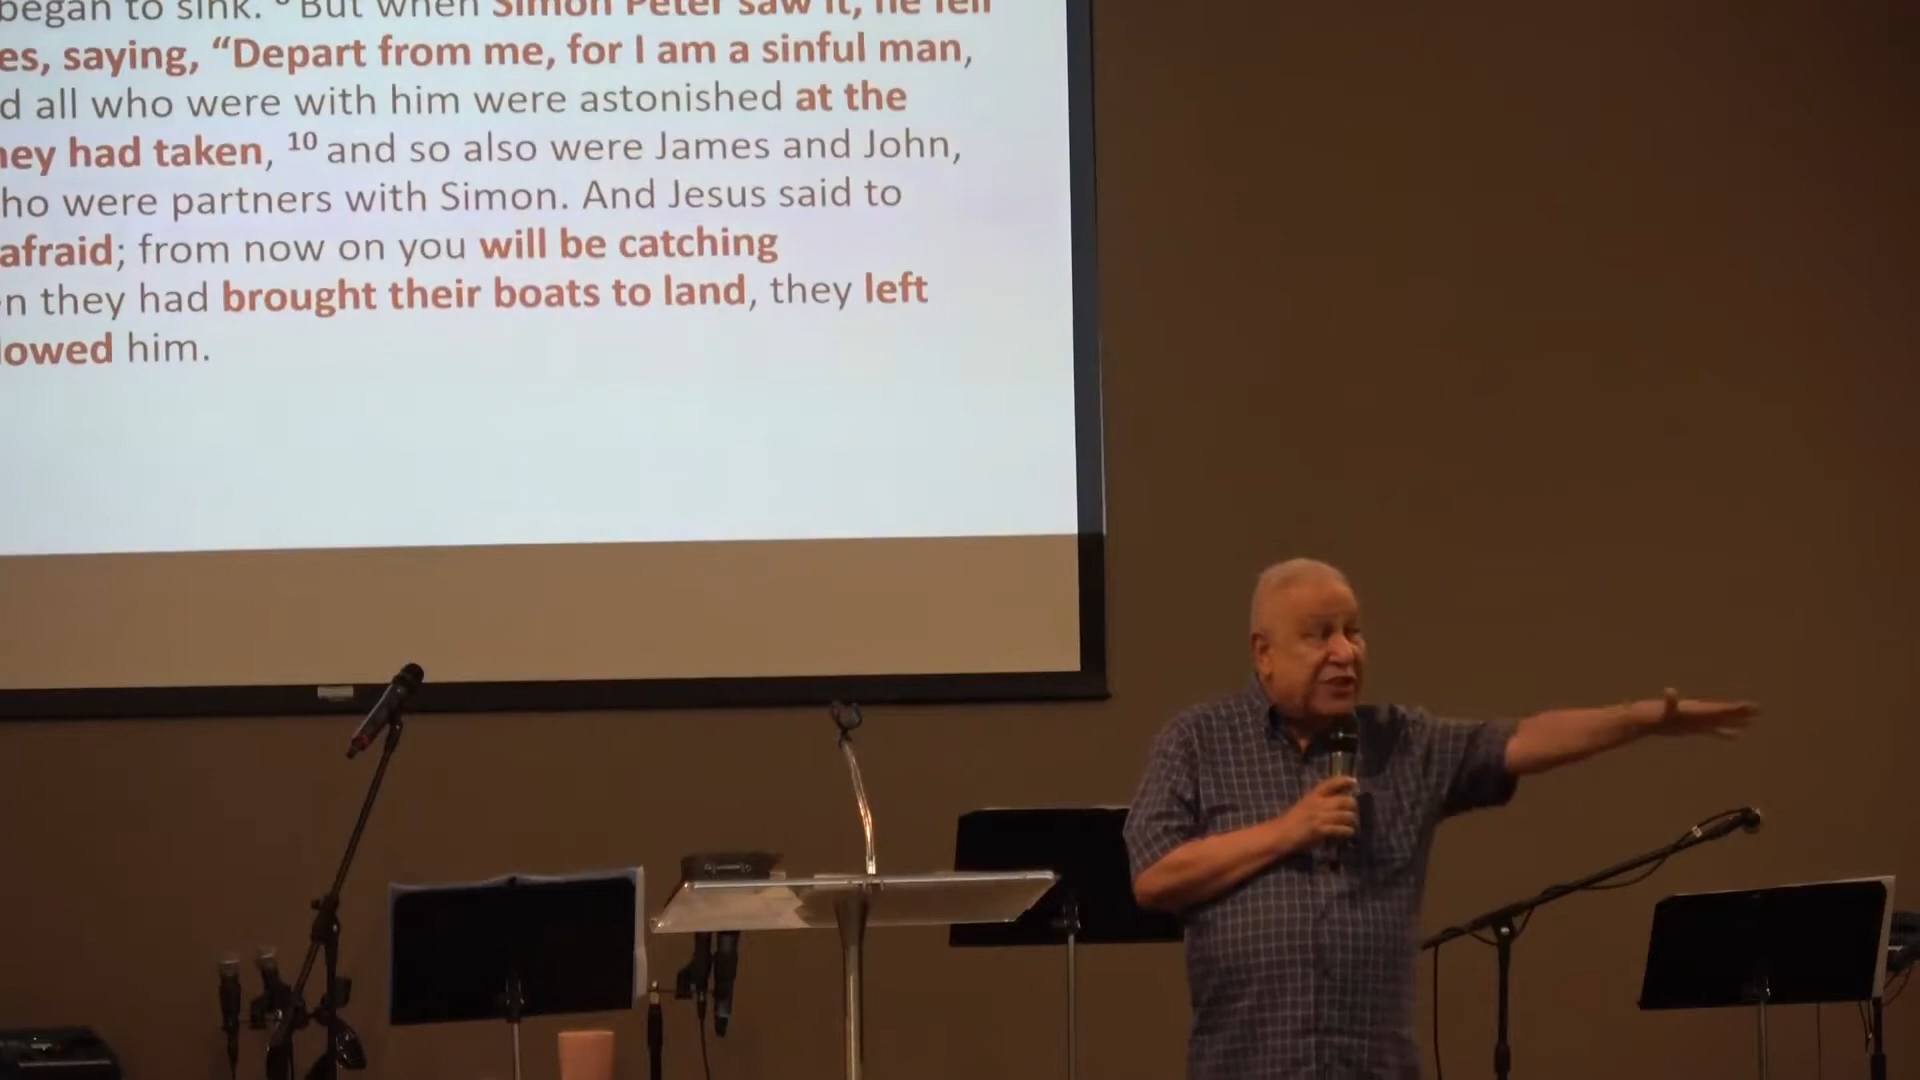 began to sink. 8 But when Simon Peter saw it, he fell
es, saying, “Depart from me, for I am a sinful man,
d all who were with him were astonished at the
hey had taken, 10 and so also were James and John,
ho were partners with Simon. And Jesus said to
afraid; from now on you will be catching
n they had brought their boats to land, they left
lowed him.